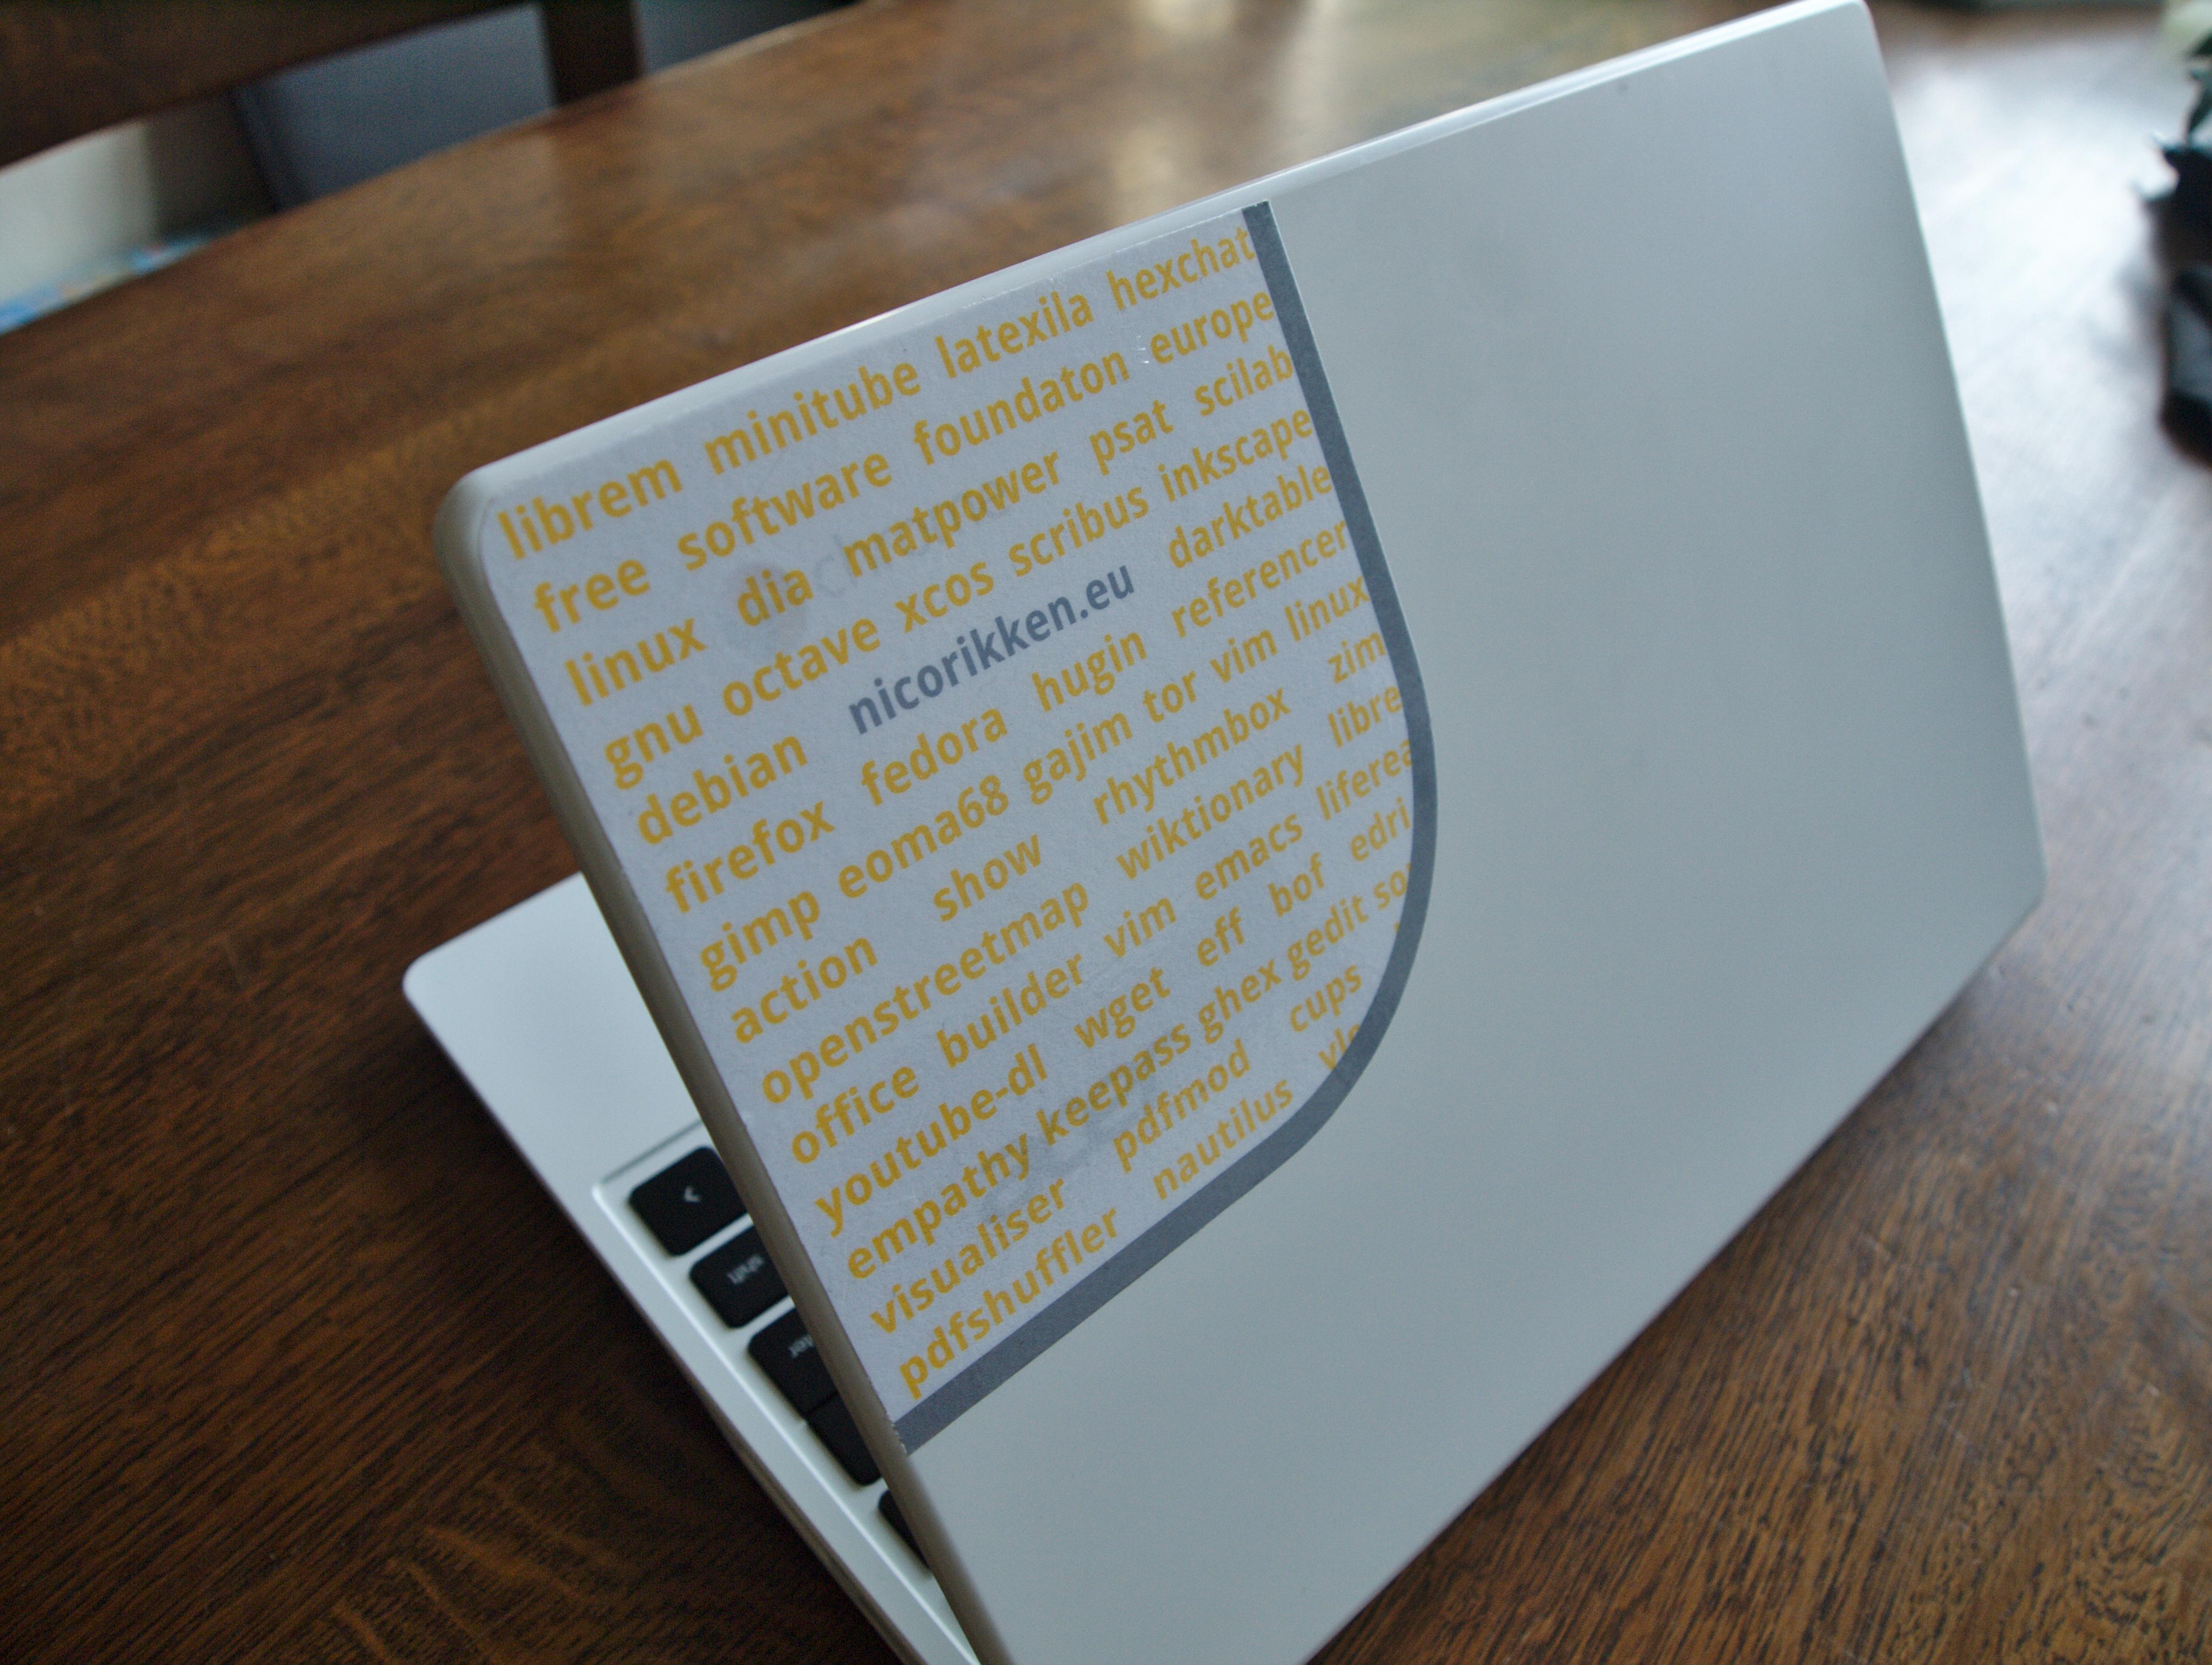 librem minitube latexila hexchat
free software foundaton europe
linux dia matpower psat scilab
gnu octave xcos scribus inkscape
debian nicorikken.eu darktable
firefox fedora hugin referencer
gimp eoma68 gajim tor vim linux
action show rhythmbox zim
openstreetmap wiktionary libre
office builder vim emacs liferea
youtube-dl wget eff bof edri
empathy keepass ghex gedit so
visualiser pdfmod cups
pdfshuffler nautilus vlc
shift